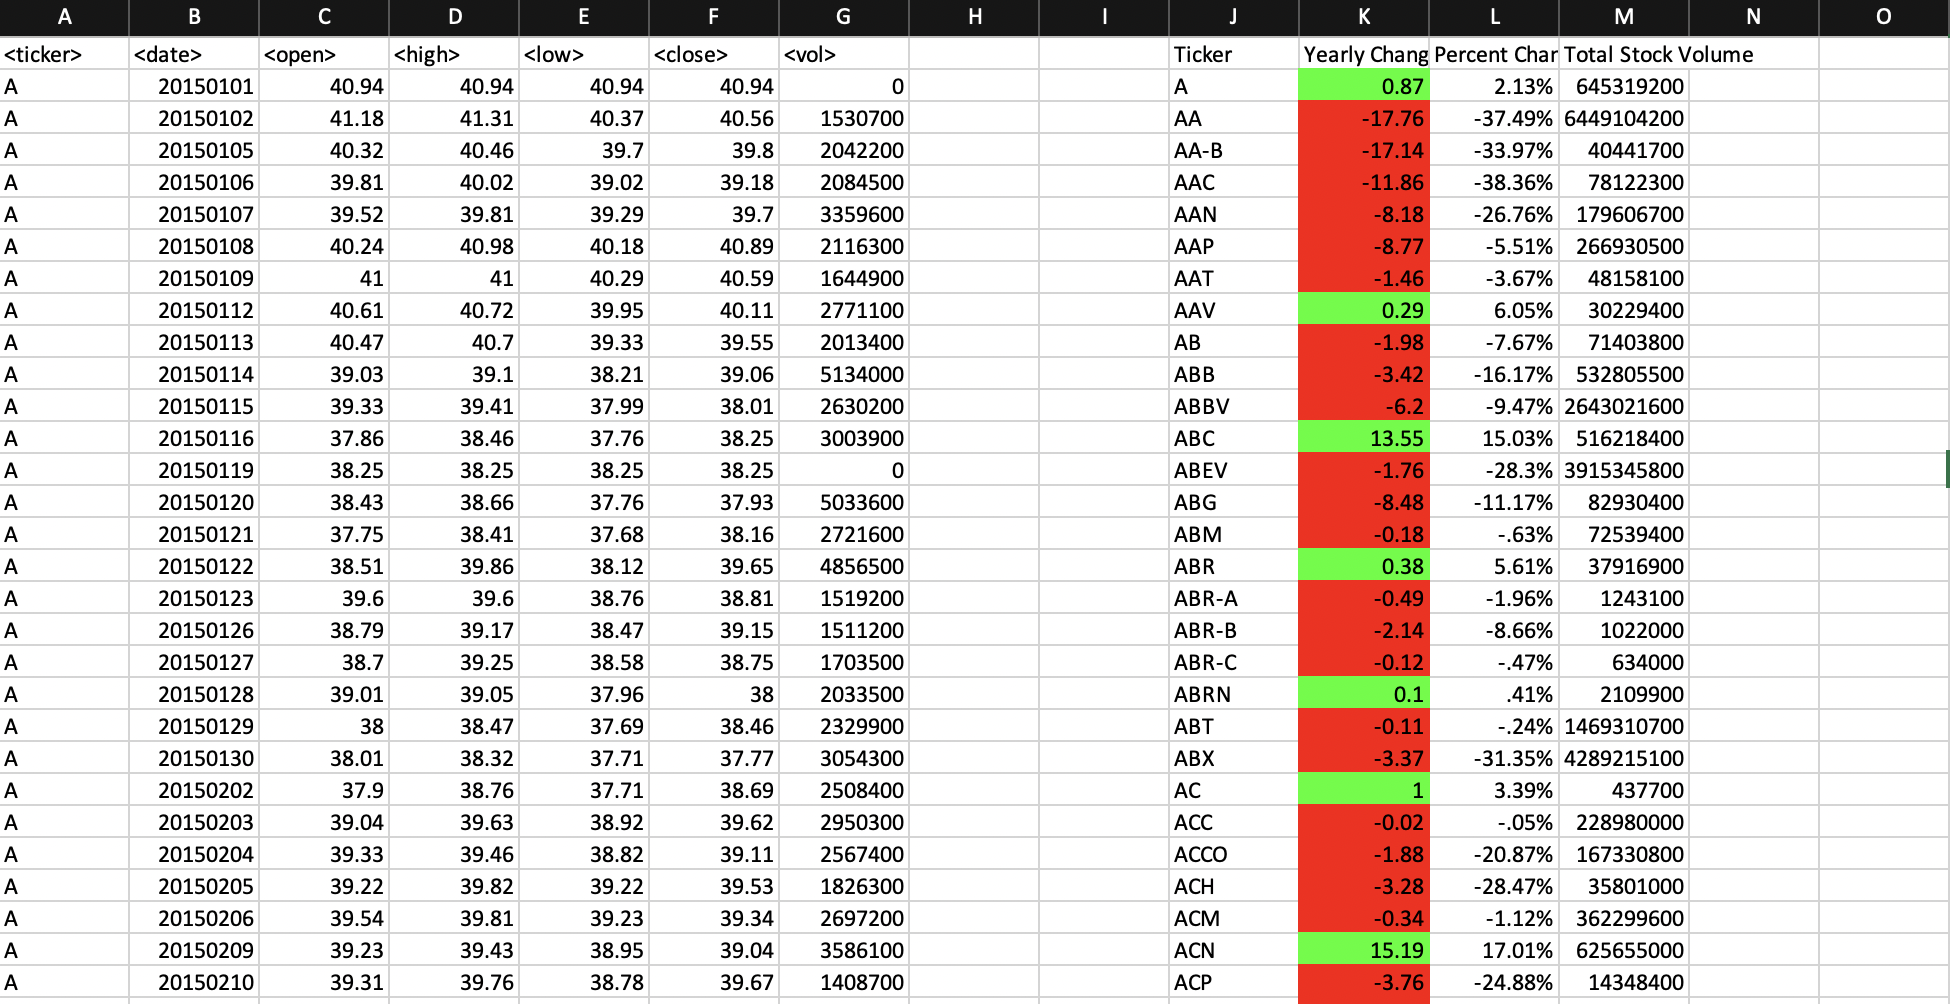 A B C D E F G H I J K L M N O
<ticker> <date> <open> <high> <low> <close> <vol> Ticker Yearly Chang Percent Char Total Stock Volume
A 20150101 40.94 40.94 40.94 40.94 0 A 0.87 2.13% 645319200
A 20150102 41.18 41.31 40.37 40.56 1530700 AA -17.76 -37.49% 6449104200
A 20150105 40.32 40.46 39.7 39.8 2042200 AA-B -17.14 -33.97% 40441700
A 20150106 39.81 40.02 39.02 39.18 2084500 AAC -11.86 -38.36% 78122300
A 20150107 39.52 39.81 39.29 39.7 3359600 AAN -8.18 -26.76% 179606700
A 20150108 40.24 40.98 40.18 40.89 2116300 AAP -8.77 -5.51% 266930500
A 20150109 41 41 40.29 40.59 1644900 AAT -1.46 -3.67% 48158100
A 20150112 40.61 40.72 39.95 40.11 2771100 AAV 0.29 6.05% 30229400
A 20150113 40.47 40.7 39.33 39.55 2013400 AB -1.98 -7.67% 71403800
A 20150114 39.03 39.1 38.21 39.06 5134000 ABB -3.42 -16.17% 532805500
A 20150115 39.33 39.41 37.99 38.01 2630200 ABBV -6.2 -9.47% 2643021600
A 20150116 37.86 38.46 37.76 38.25 3003900 ABC 13.55 15.03% 516218400
A 20150119 38.25 38.25 38.25 38.25 0 ABEV -1.76 -28.3% 3915345800
A 20150120 38.43 38.66 37.76 37.93 5033600 ABG -8.48 -11.17% 82930400
A 20150121 37.75 38.41 37.68 38.16 2721600 ABM -0.18 -.63% 72539400
A 20150122 38.51 39.86 38.12 39.65 4856500 ABR 0.38 5.61% 37916900
A 20150123 39.6 39.6 38.76 38.81 1519200 ABR-A -0.49 -1.96% 1243100
A 20150126 38.79 39.17 38.47 39.15 1511200 ABR-B -2.14 -8.66% 1022000
A 20150127 38.7 39.25 38.58 38.75 1703500 ABR-C -0.12 -.47% 634000
A 20150128 39.01 39.05 37.96 38 2033500 ABRN 0.1 .41% 2109900
A 20150129 38 38.47 37.69 38.46 2329900 ABT -0.11 -.24% 1469310700
A 20150130 38.01 38.32 37.71 37.77 3054300 ABX -3.37 -31.35% 4289215100
A 20150202 37.9 38.76 37.71 38.69 2508400 AC 1 3.39% 437700
A 20150203 39.04 39.63 38.92 39.62 2950300 ACC -0.02 -.05% 228980000
A 20150204 39.33 39.46 38.82 39.11 2567400 ACCO -1.88 -20.87% 167330800
A 20150205 39.22 39.82 39.22 39.53 1826300 ACH -3.28 -28.47% 35801000
A 20150206 39.54 39.81 39.23 39.34 2697200 ACM -0.34 -1.12% 362299600
A 20150209 39.23 39.43 38.95 39.04 3586100 ACN 15.19 17.01% 625655000
A 20150210 39.31 39.76 38.78 39.67 1408700 ACP -3.76 -24.88% 14348400